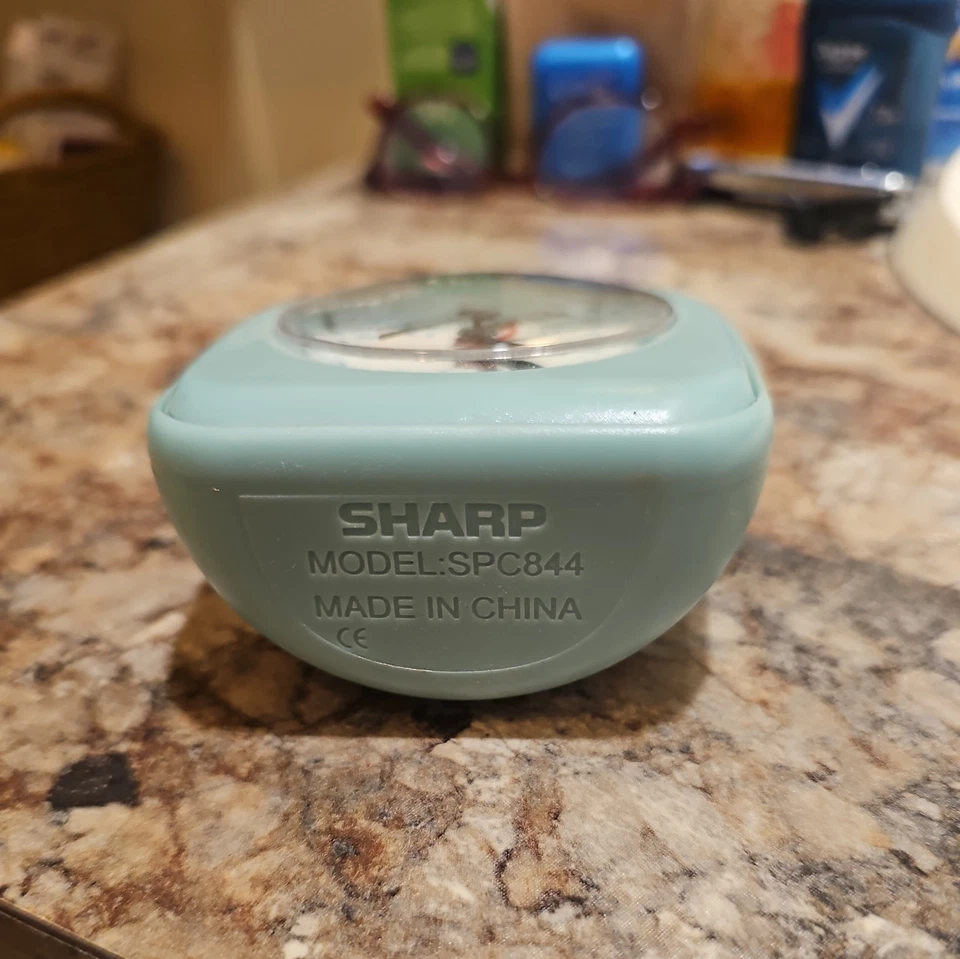 SHARP
MODEL:SPC844
MADE IN CHINA
CE